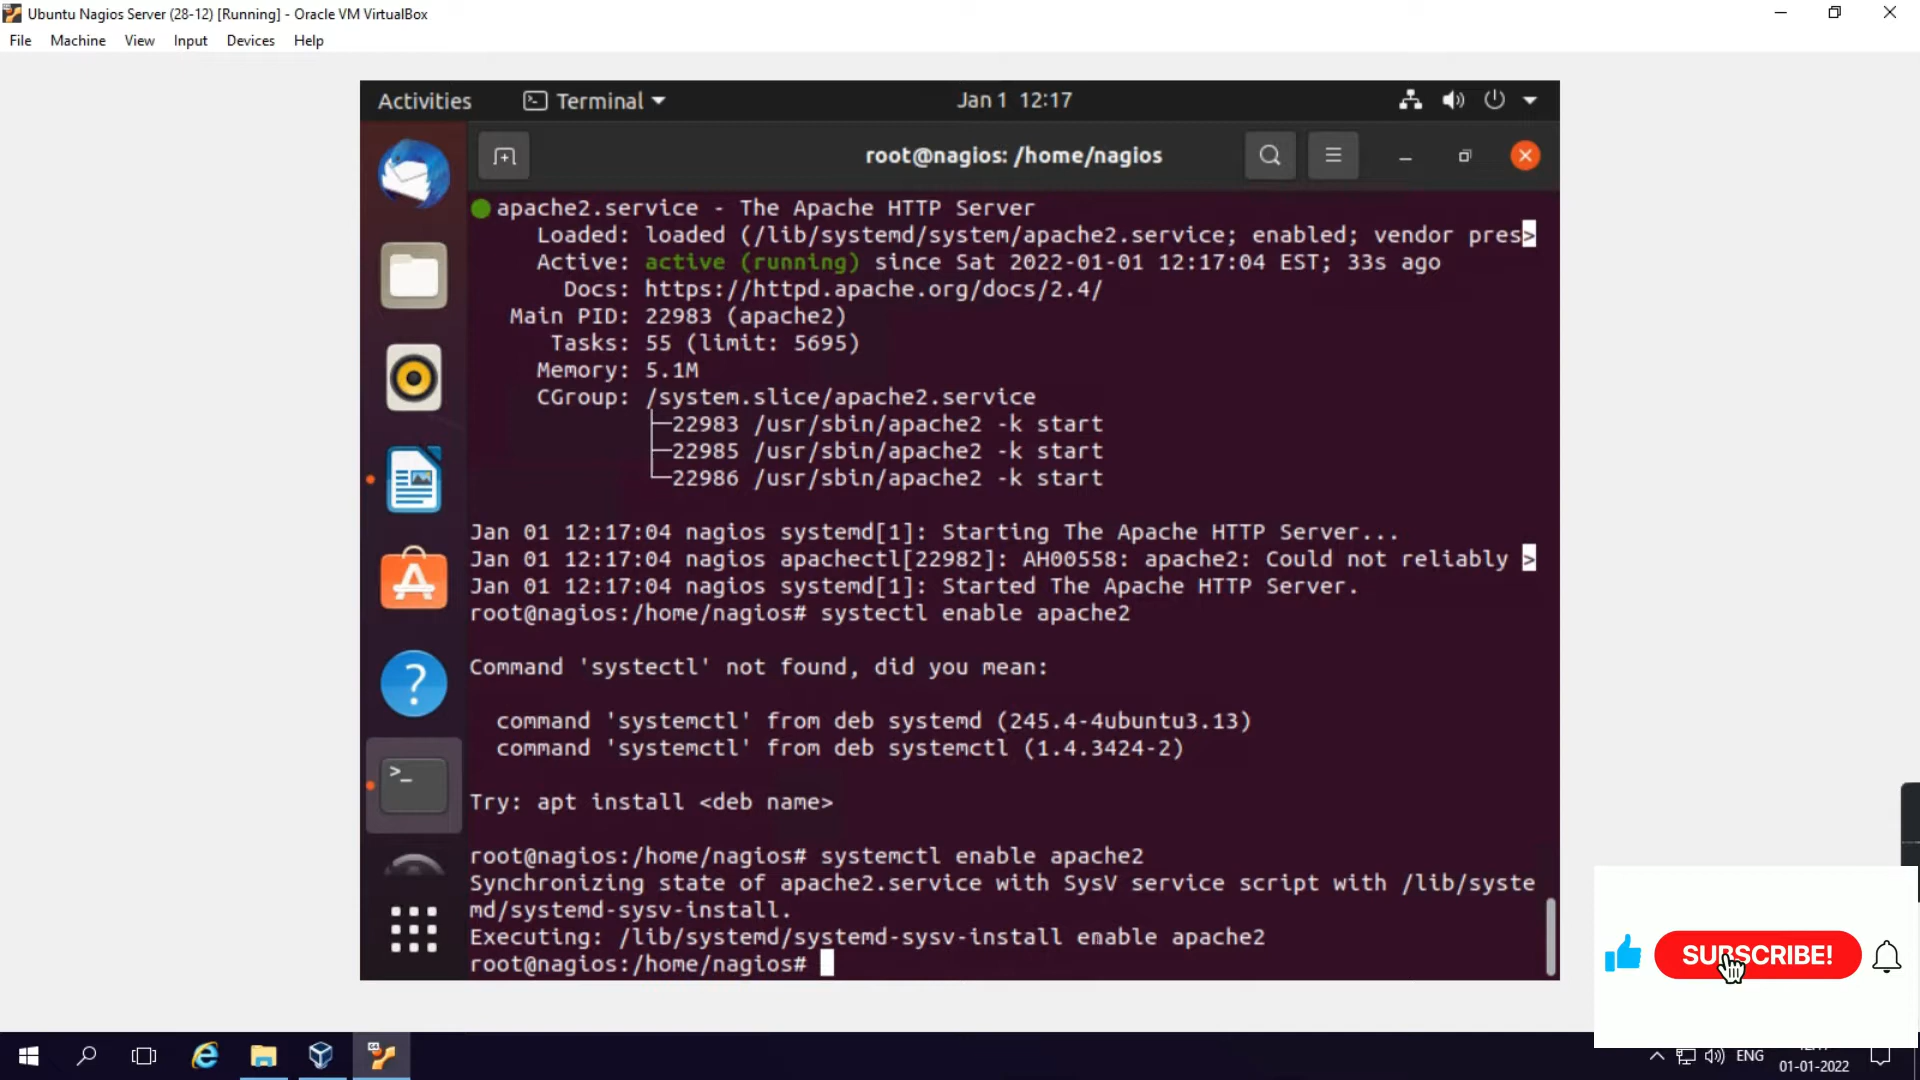 Ubuntu Nagios Server (28-12) [Running] - Oracle VM VirtualBox
File Machine View Input Devices Help
Activities Terminal Jan 1 12:17
root@nagios: /home/nagios
apache2.service - The Apache HTTP Server
Loaded: loaded (/lib/systemd/system/apache2.service; enabled; vendor pres>
Active: active (running) since Sat 2022-01-01 12:17:04 EST; 33s ago
Docs: https://httpd.apache.org/docs/2.4/
Main PID: 22983 (apache2)
Tasks: 55 (limit: 5695)
Memory: 5.1M
CGroup: /system.slice/apache2.service
├─22983 /usr/sbin/apache2 -k start
├─22985 /usr/sbin/apache2 -k start
└─22986 /usr/sbin/apache2 -k start
Jan 01 12:17:04 nagios systemd[1]: Starting The Apache HTTP Server...
Jan 01 12:17:04 nagios apachectl[22982]: AH00558: apache2: Could not reliably >
Jan 01 12:17:04 nagios systemd[1]: Started The Apache HTTP Server.
root@nagios:/home/nagios# systectl enable apache2
Command 'systectl' not found, did you mean:
command 'systemctl' from deb systemd (245.4-4ubuntu3.13)
command 'systemctl' from deb systemctl (1.4.3424-2)
Try: apt install <deb name>
root@nagios:/home/nagios# systemctl enable apache2
Synchronizing state of apache2.service with SysV service script with /lib/syste
md/systemd-sysv-install.
Executing: /lib/systemd/systemd-sysv-install enable apache2
root@nagios:/home/nagios#
SUBSCRIBE!
ENG
01-01-2022